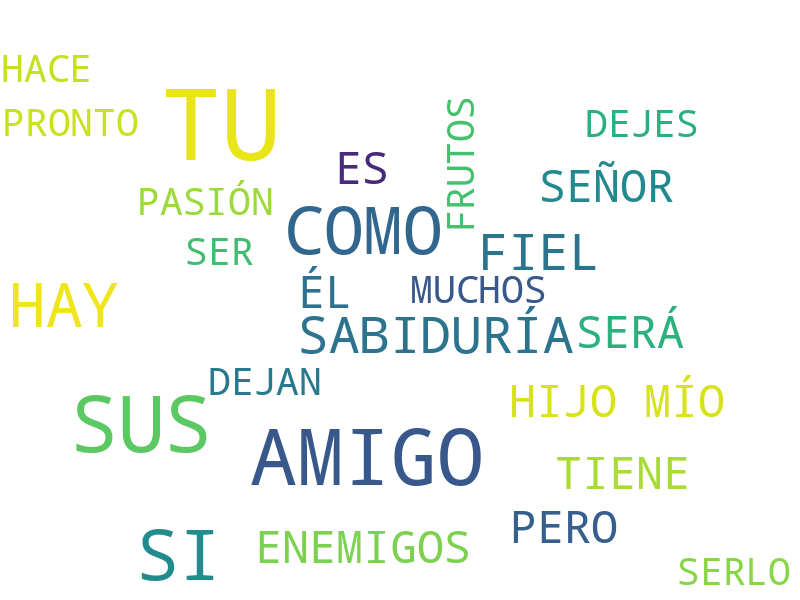 HACE
TU
PRONTO
FRUTOS
DEJES
ES
SEÑOR
PASIÓN
COMO
SER
FIEL
ÉL
MUCHOS
HAY
SABIDURÍA
SERÁ
DEJAN
HIJO MÍO
SUS
AMIGO
TIENE
PERO
SI
ENEMIGOS
SERLO